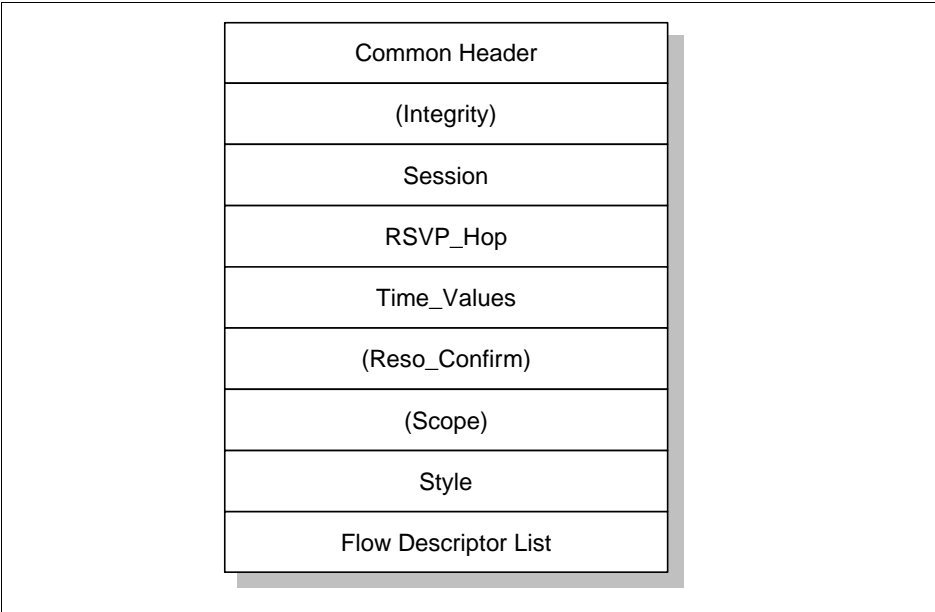 Common Header
(Integrity)
Session
RSVP_Hop
Time_Values
(Reso_Confirm)
(Scope)
Style
Flow Descriptor List